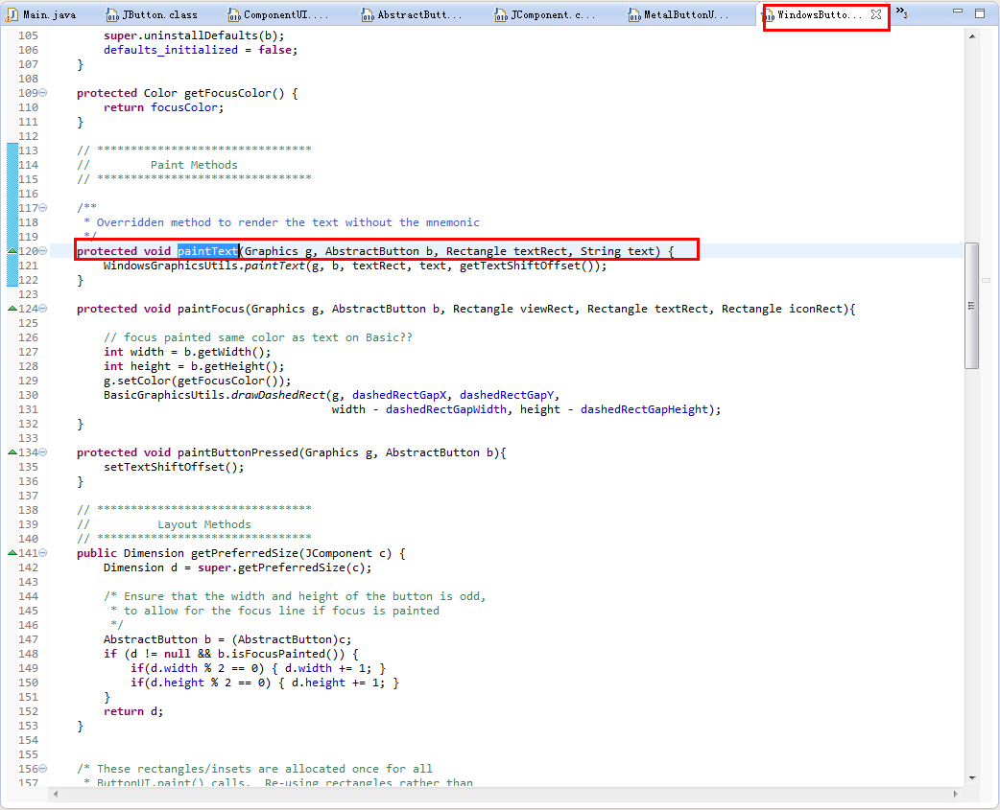 Main.java JButton.class ComponentUI.... AbstractButt... JComponent.c... MetalButtonU... WindowsButto... »3
105 super.uninstallDefaults(b);
106 defaults_initialized = false;
107 }
108
109 protected Color getFocusColor() {
110 return focusColor;
111 }
112
113 // ********************************
114 // Paint Methods
115 // ********************************
116
117 /**
118 * Overridden method to render the text without the mnemonic
119 */
120 protected void paintText(Graphics g, AbstractButton b, Rectangle textRect, String text) {
121 WindowsGraphicsUtils.paintText(g, b, textRect, text, getTextShiftOffset());
122 }
123
124 protected void paintFocus(Graphics g, AbstractButton b, Rectangle viewRect, Rectangle textRect, Rectangle iconRect){
125
126 // focus painted same color as text on Basic??
127 int width = b.getWidth();
128 int height = b.getHeight();
129 g.setColor(getFocusColor());
130 BasicGraphicsUtils.drawDashedRect(g, dashedRectGapX, dashedRectGapY,
131 width - dashedRectGapWidth, height - dashedRectGapHeight);
132 }
133
134 protected void paintButtonPressed(Graphics g, AbstractButton b){
135 setTextShiftOffset();
136 }
137
138 // ********************************
139 // Layout Methods
140 // ********************************
141 public Dimension getPreferredSize(JComponent c) {
142 Dimension d = super.getPreferredSize(c);
143
144 /* Ensure that the width and height of the button is odd,
145 * to allow for the focus line if focus is painted
146 */
147 AbstractButton b = (AbstractButton)c;
148 if (d != null && b.isFocusPainted()) {
149 if(d.width % 2 == 0) { d.width += 1; }
150 if(d.height % 2 == 0) { d.height += 1; }
151 }
152 return d;
153 }
154
155
156 /* These rectangles/insets are allocated once for all
157 * ButtonUI.paint() calls. Re-using rectangles rather than